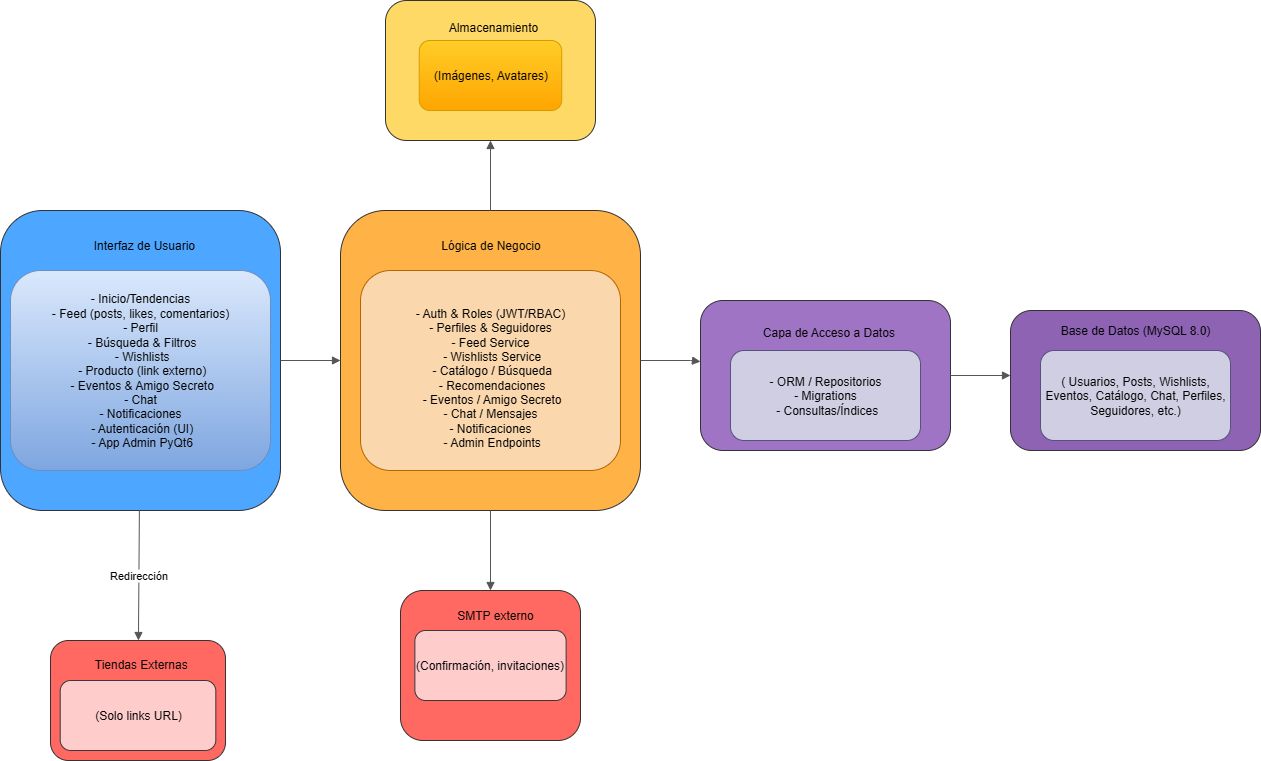 Almacenamiento
(Imágenes, Avatares)
Interfaz de Usuario
- Inicio/Tendencias
- Feed (posts, likes, comentarios)
- Perfil
- Búsqueda & Filtros
- Wishlists
- Producto (link externo)
- Eventos & Amigo Secreto
- Chat
- Notificaciones
- Autenticación (UI)
- App Admin PyQt6
Lógica de Negocio
- Auth & Roles (JWT/RBAC)
- Perfiles & Seguidores
- Feed Service
- Wishlists Service
- Catálogo / Búsqueda
- Recomendaciones
- Eventos / Amigo Secreto
- Chat / Mensajes
- Notificaciones
- Admin Endpoints
Capa de Acceso a Datos
- ORM / Repositorios
- Migrations
- Consultas/Índices
Base de Datos (MySQL 8.0)
( Usuarios, Posts, Wishlists,
Eventos, Catálogo, Chat, Perfiles,
Seguidores, etc.)
Redirección
Tiendas Externas
(Solo links URL)
SMTP externo
(Confirmación, invitaciones)